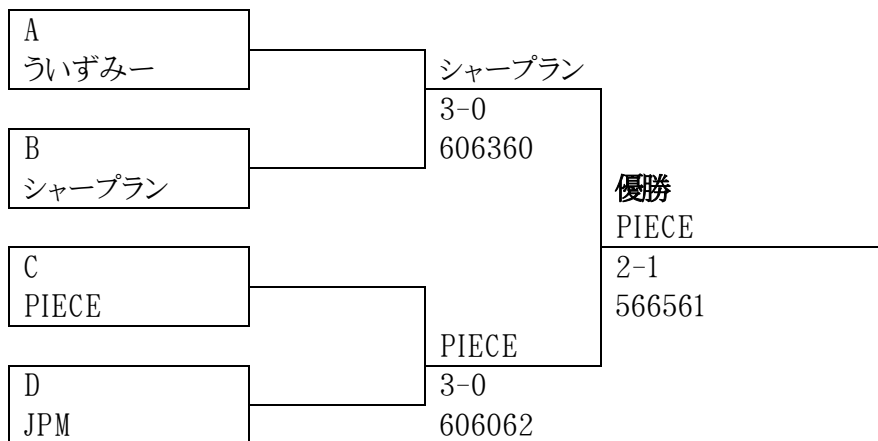 A
ういずみー
シャープラン
3-0
606360
B
シャープラン
優勝
PIECE
2-1
566561
C
PIECE
PIECE
3-0
606062
D
JPM